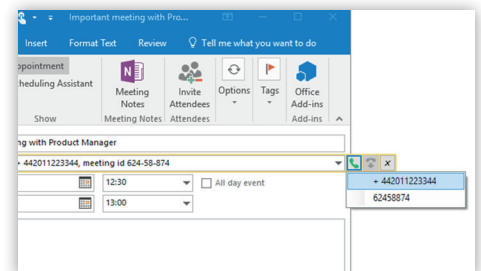 Important meeting with Pro...
Insert Format Text Review Tell me what you want to do
ppointment
cheduling Assistant
Meeting Notes
Invite Attendees
Options
Tags
Office Add-ins
Show Meeting Notes Attendees Add-ins
ng with Product Manager
+ 442011223344, meeting id 624-58-874
x
+ 442011223344
62458874
12:30
All day event
13:00